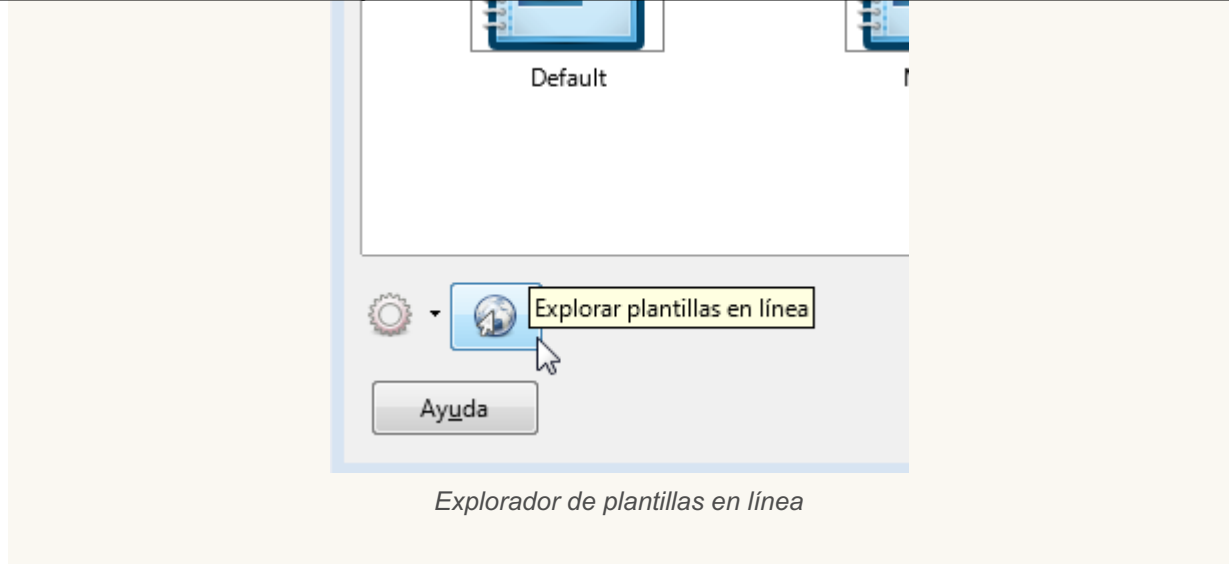 Default
Explorar plantillas en línea
Ayuda
Explorador de plantillas en línea